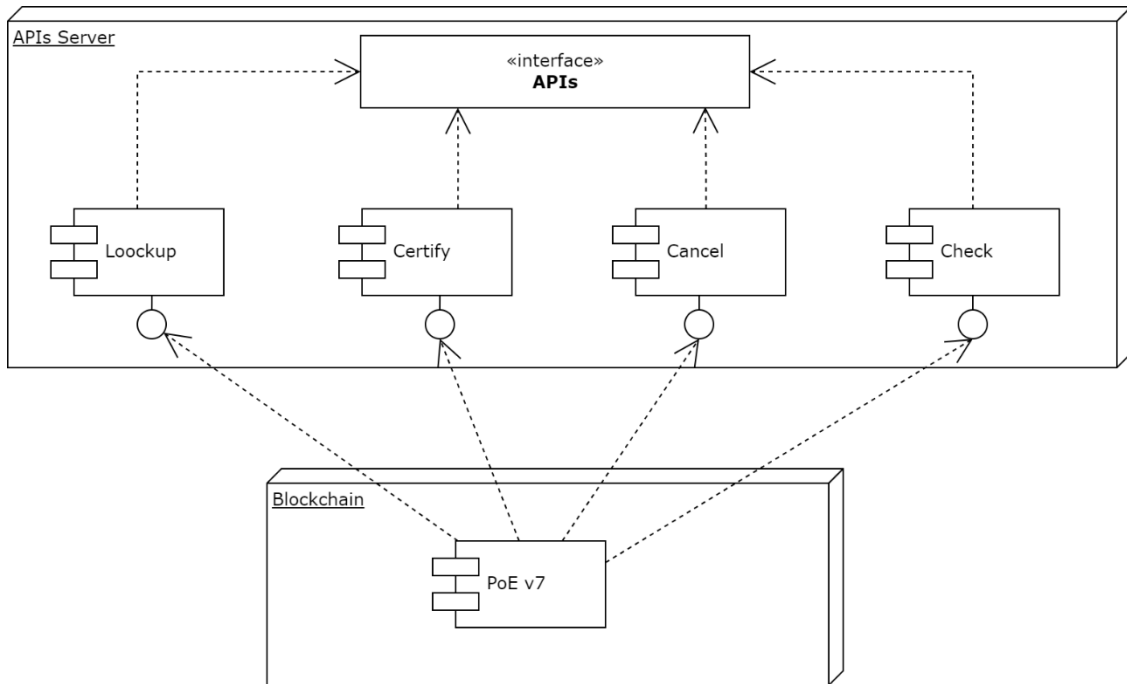 APIs Server
«interface»
APIs
Loockup
Certify
Cancel
Check
Blockchain
PoE v7